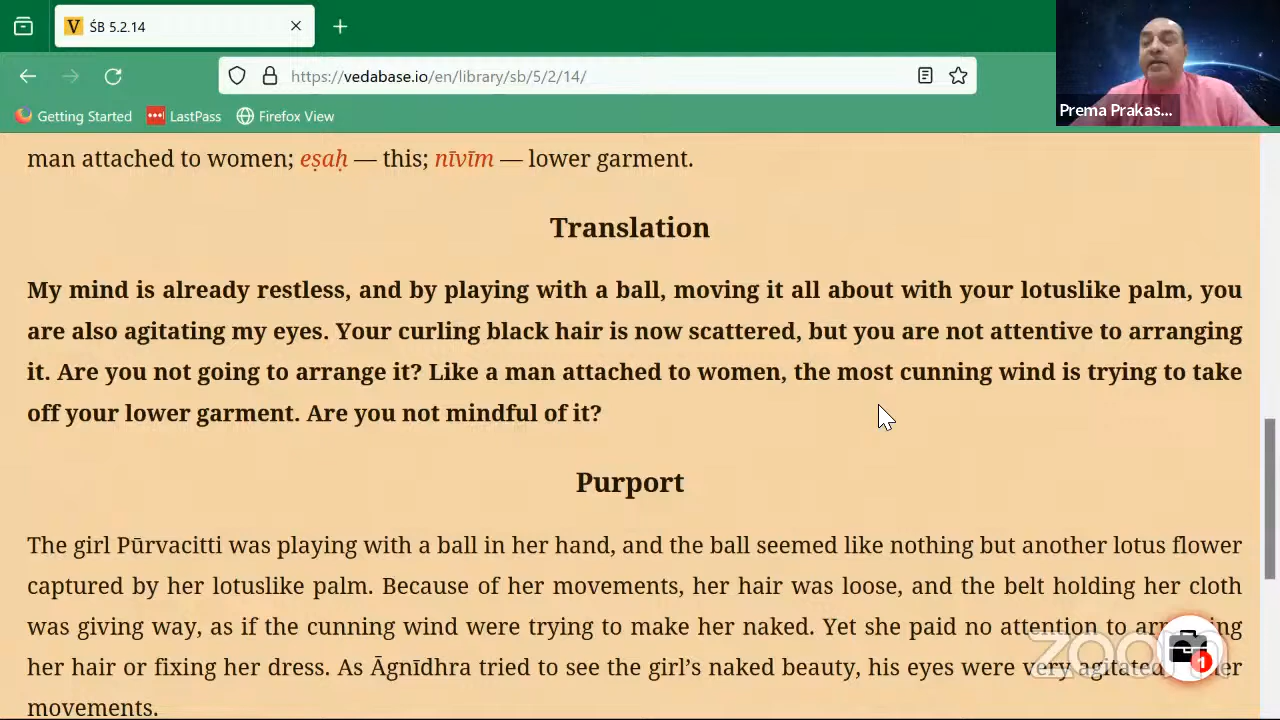 V ŚB 5.2.14
https://vedabase.io/en/library/sb/5/2/14/
Getting Started LastPass Firefox View
Prema Prakas...
man attached to women; eṣaḥ — this; nīvīm — lower garment.
Translation
My mind is already restless, and by playing with a ball, moving it all about with your lotuslike palm, you
are also agitating my eyes. Your curling black hair is now scattered, but you are not attentive to arranging
it. Are you not going to arrange it? Like a man attached to women, the most cunning wind is trying to take
off your lower garment. Are you not mindful of it?
Purport
The girl Pūrvacitti was playing with a ball in her hand, and the ball seemed like nothing but another lotus flower
captured by her lotuslike palm. Because of her movements, her hair was loose, and the belt holding her cloth
was giving way, as if the cunning wind were trying to make her naked. Yet she paid no attention to
her hair or fixing her dress. As Āgnīdhra tried to see the girl’s naked beauty, his eyes were very agitated
movements.
zoom
1